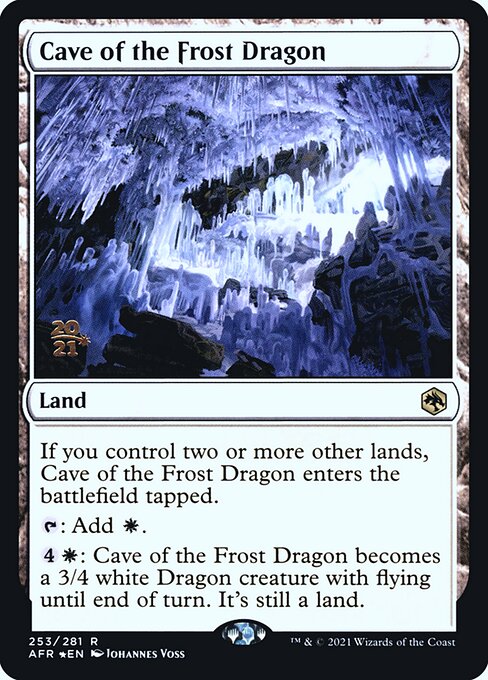 Cave of the Frost Dragon
20
21
Land
If you control two or more other lands,
Cave of the Frost Dragon enters the
battlefield tapped.
: Add .
4 : Cave of the Frost Dragon becomes
a 3/4 white Dragon creature with flying
until end of turn. It's still a land.
253/281 R
AFR ★ EN Johannes Voss
™ & © 2021 Wizards of the Coast